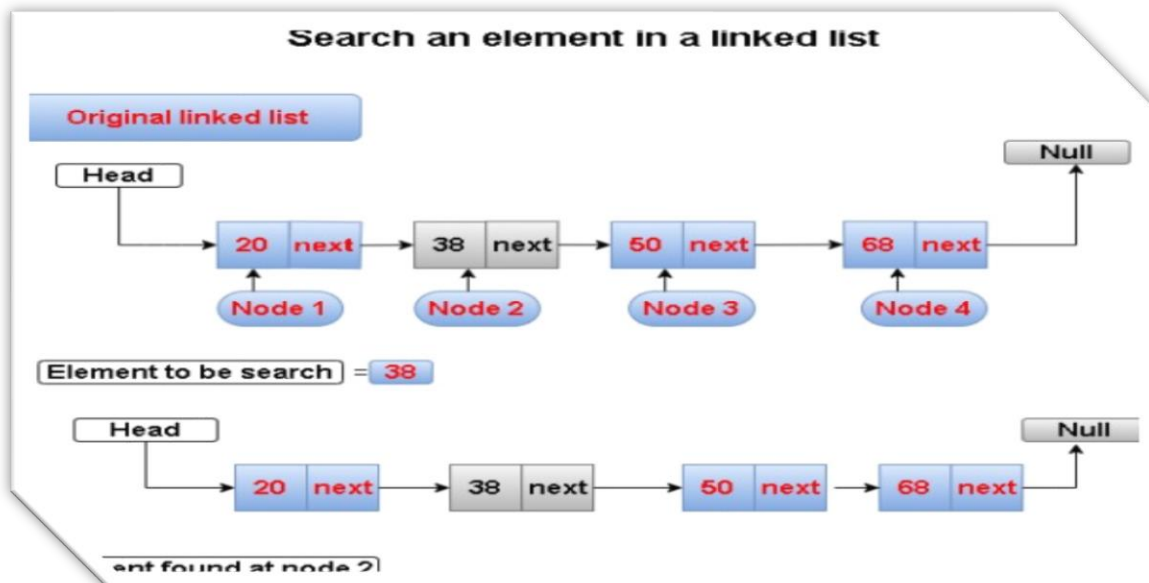 Search an element in a linked list
Original linked list
Null
Head
20 next 38 next 50 next 68 next
Node 1 Node 2 Node 3 Node 4
Element to be search = 38
Head Null
20 next 38 next 50 next 68 next
ent found at node 2